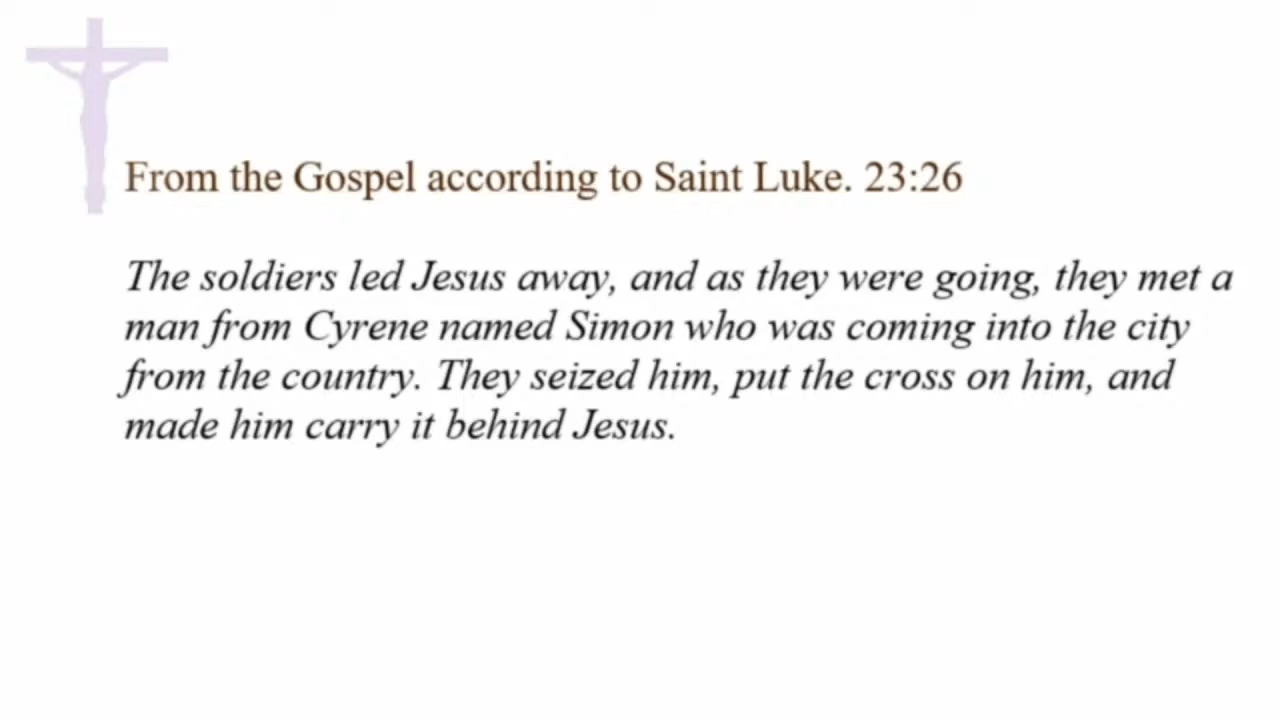 From the Gospel according to Saint Luke. 23:26
The soldiers led Jesus away, and as they were going, they met a
man from Cyrene named Simon who was coming into the city
from the country. They seized him, put the cross on him, and
made him carry it behind Jesus.